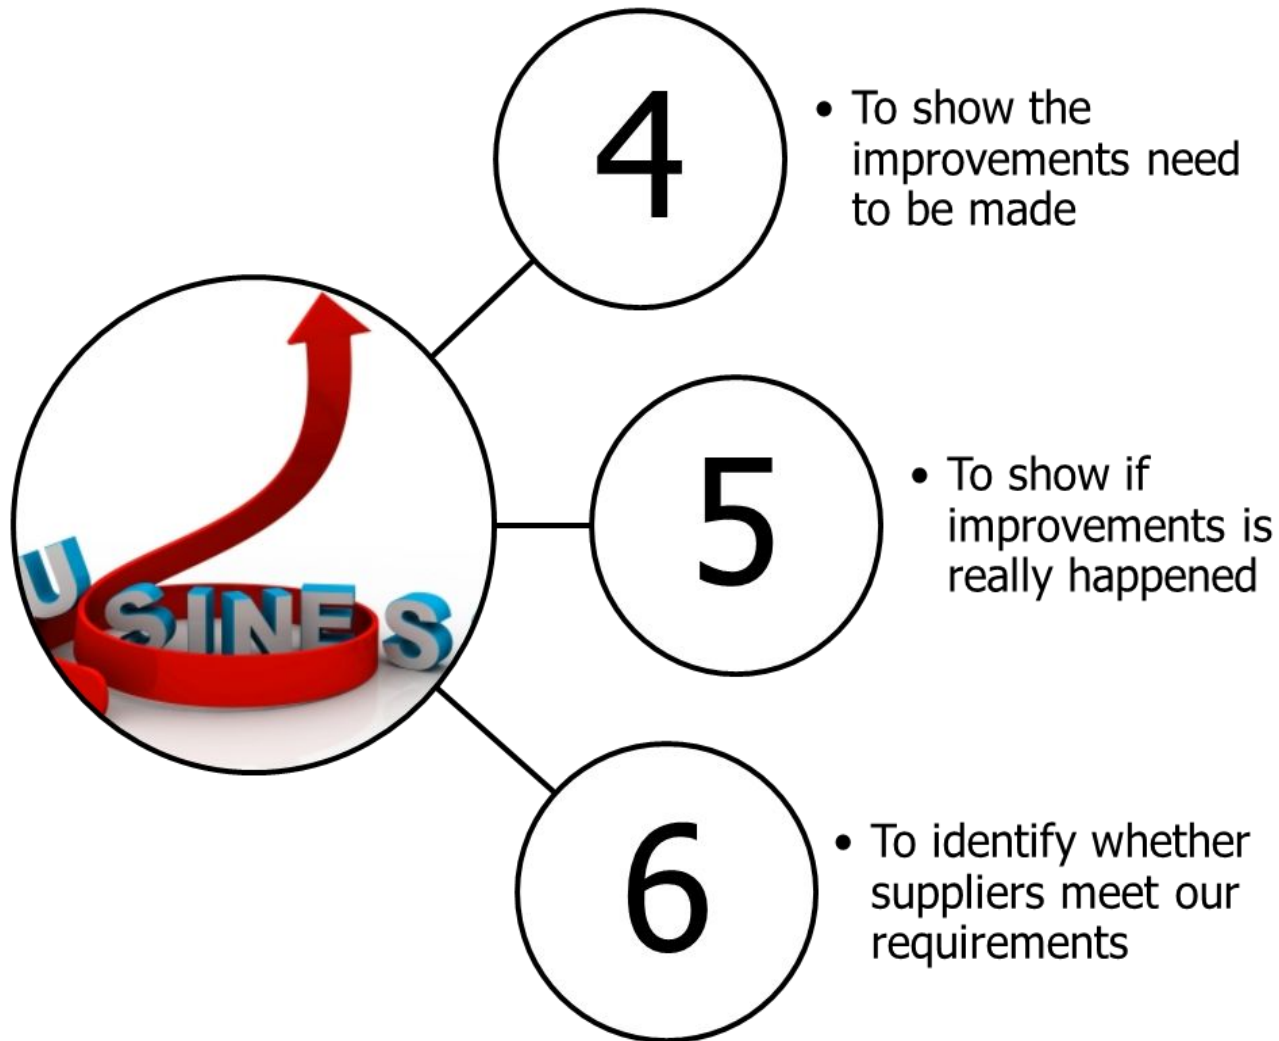 4
• To show the
improvements need
to be made
5
• To show if
improvements is
really happened
USINES
6
• To identify whether
suppliers meet our
requirements